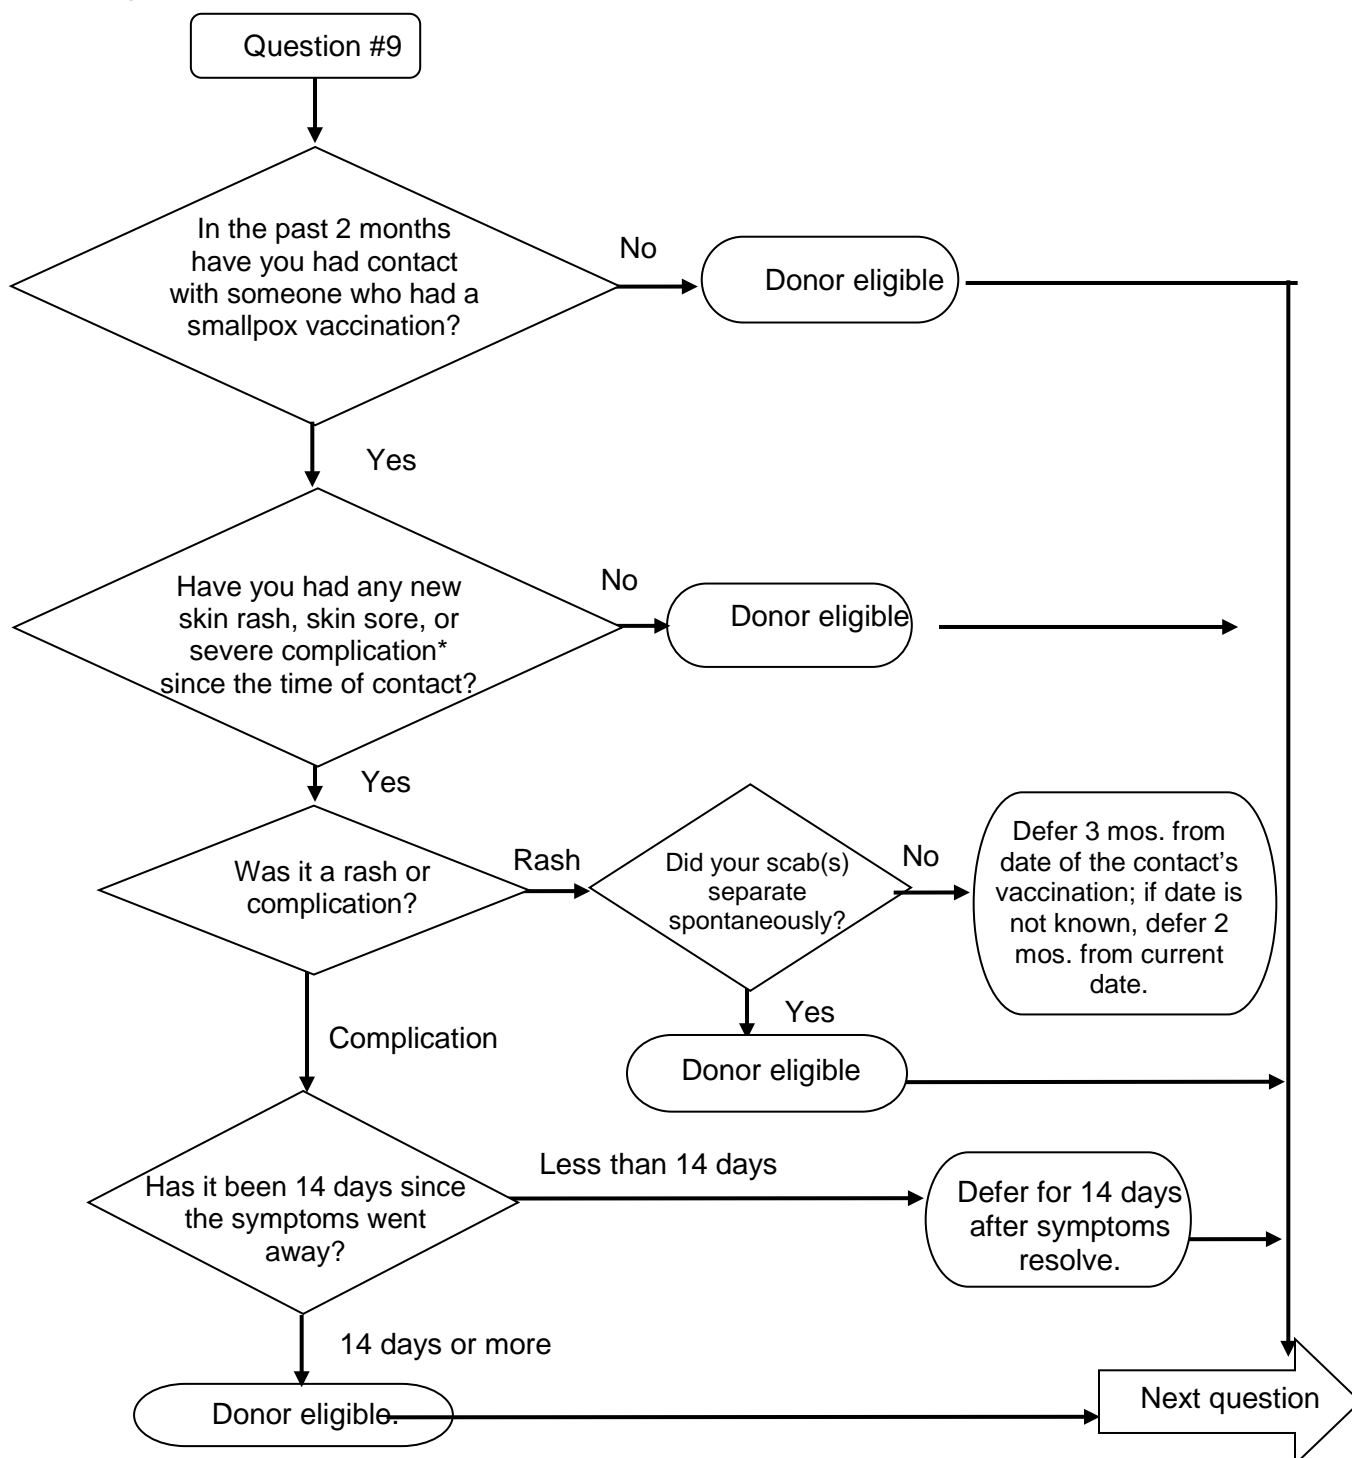 Question #9
In the past 2 months
have you had contact
with someone who had a
smallpox vaccination?
No
Donor eligible
Yes
Have you had any new
skin rash, skin sore, or
severe complication*
since the time of contact?
No
Donor eligible
Yes
Was it a rash or
complication?
Rash
Did your scab(s)
separate
spontaneously?
No
Defer 3 mos. from
date of the contact’s
vaccination; if date is
not known, defer 2
mos. from current
date.
Yes
Donor eligible
Complication
Has it been 14 days since
the symptoms went
away?
Less than 14 days
Defer for 14 days
after symptoms
resolve.
14 days or more
Donor eligible.
Next question